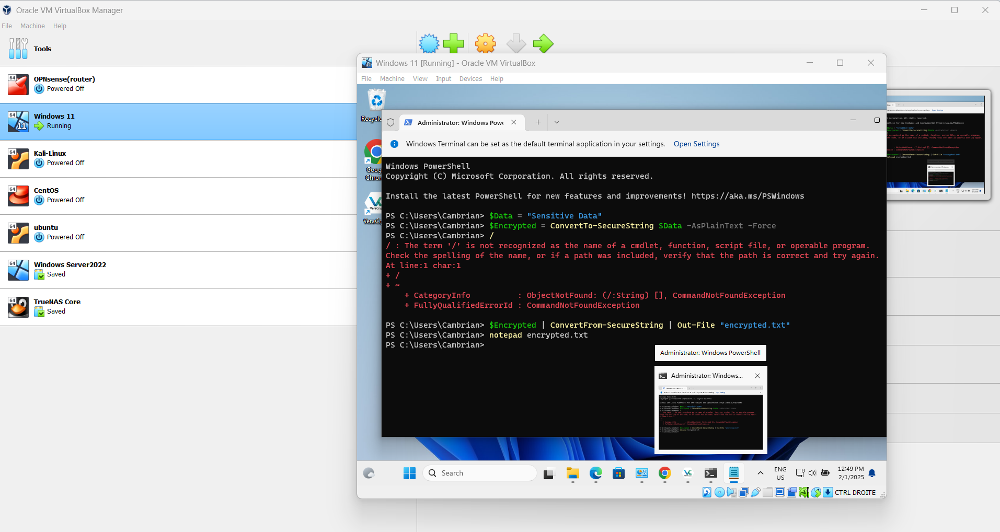 Oracle VM VirtualBox Manager
File Machine Help
Tools
64
OPNsense(router)
Powered Off
64
11
Windows 11
Running
64
Kali-Linux
Powered Off
64
CentOS
Powered Off
64
ubuntu
Powered Off
64
Windows Server2022
Saved
64
TrueNAS Core
Saved
Windows 11 [Running] - Oracle VM VirtualBox
File Machine View Input Devices Help
Recycle
Goog
Chron
VeraCry
Administrator: Windows Powe
Windows Terminal can be set as the default terminal application in your settings. Open Settings
Windows PowerShell
Copyright (C) Microsoft Corporation. All rights reserved.
Install the latest PowerShell for new features and improvements! https://aka.ms/PSWindows
PS C:\Users\Cambrian> $Data = "Sensitive Data"
PS C:\Users\Cambrian> $Encrypted = ConvertTo-SecureString $Data -AsPlainText -Force
PS C:\Users\Cambrian> /
/ : The term '/' is not recognized as the name of a cmdlet, function, script file, or operable program.
Check the spelling of the name, or if a path was included, verify that the path is correct and try again.
At line:1 char:1
+ /
+ ~
+ CategoryInfo : ObjectNotFound: (/:String) [], CommandNotFoundException
+ FullyQualifiedErrorId : CommandNotFoundException
PS C:\Users\Cambrian> $Encrypted | ConvertFrom-SecureString | Out-File "encrypted.txt"
PS C:\Users\Cambrian> notepad encrypted.txt
PS C:\Users\Cambrian>
Administrator: Windows PowerShell
Administrator: Windows...
Search
ENG
US
12:49 PM
2/1/2025
CTRL DROITE